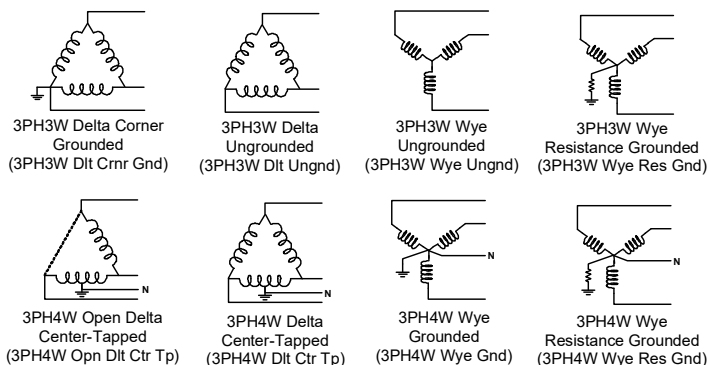 3PH3W Delta Corner
Grounded
(3PH3W Dlt Crnr Gnd)
3PH3W Delta
Ungrounded
(3PH3W Dlt Ungnd)
3PH3W Wye
Ungrounded
(3PH3W Wye Ungnd)
3PH3W Wye
Resistance Grounded
(3PH3W Wye Res Gnd)
N
3PH4W Open Delta
Center-Tapped
(3PH4W Opn Dlt Ctr Tp)
N
3PH4W Delta
Center-Tapped
(3PH4W Dlt Ctr Tp)
N
3PH4W Wye
Grounded
(3PH4W Wye Gnd)
N
3PH4W Wye
Resistance Grounded
(3PH4W Wye Res Gnd)